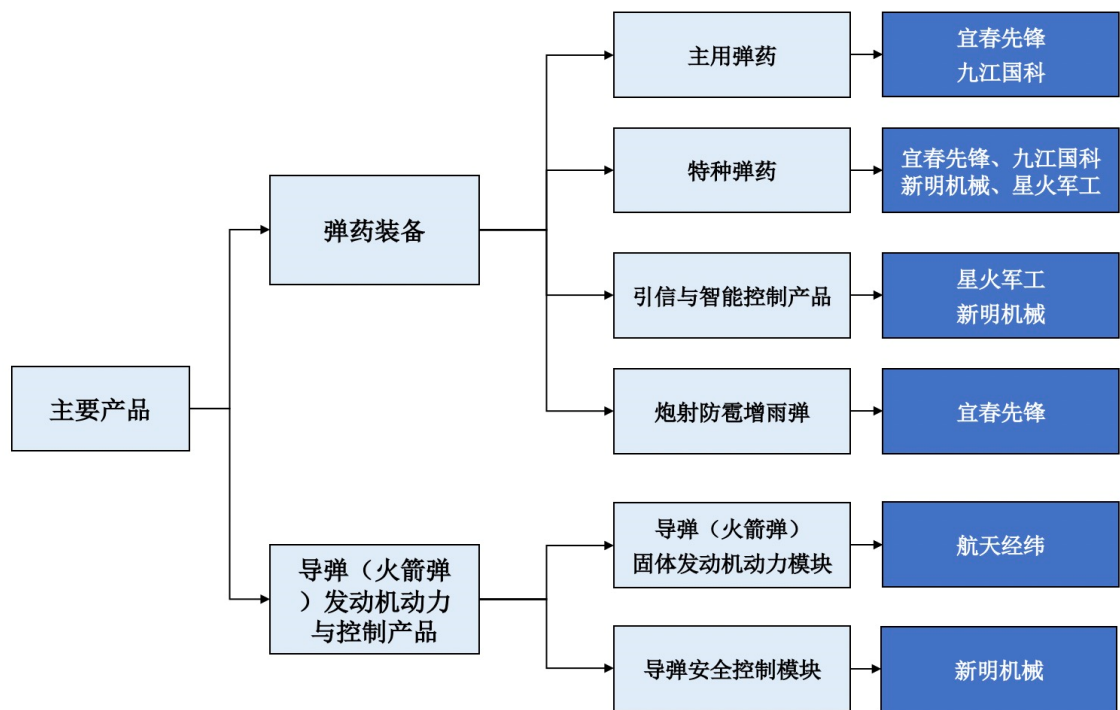 主要产品
弹药装备
主用弹药
宜春先锋
九江国科
特种弹药
宜春先锋、九江国科
新明机械、星火军工
引信与智能控制产品
星火军工
新明机械
炮射防雹增雨弹
宜春先锋
导弹（火箭弹
）发动机动力
与控制产品
导弹（火箭弹）
固体发动机动力模块
航天经纬
导弹安全控制模块
新明机械